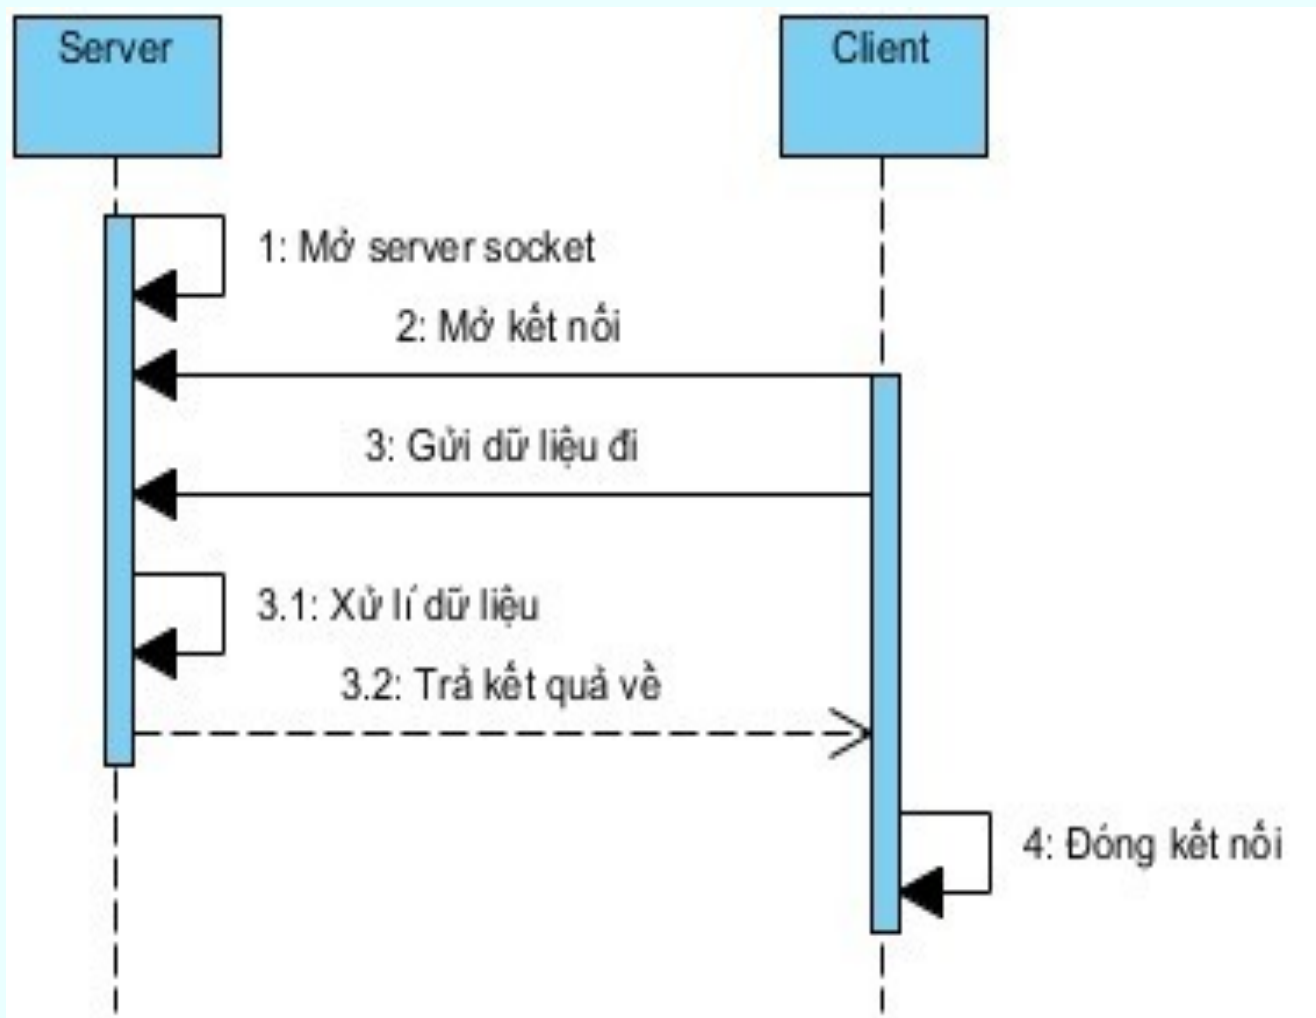 Server
Client
1: Mở server socket
2: Mở kết nối
3: Gửi dữ liệu đi
3.1: Xử lí dữ liệu
3.2: Trả kết quả về
4: Đóng kết nối